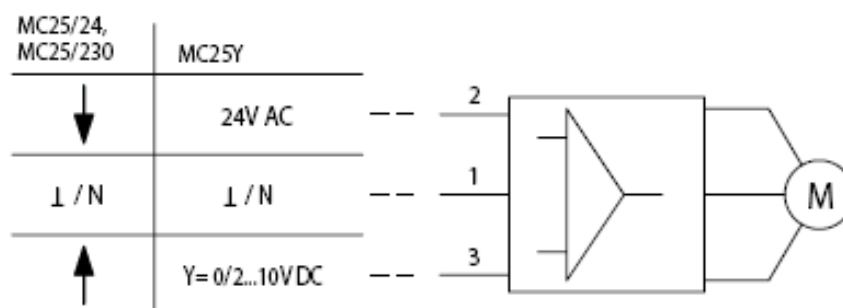 MC25/24,
MC25/230 MC25Y
24V AC 2
⊥ / N ⊥ / N 1 M
Y= 0/2...10V DC 3